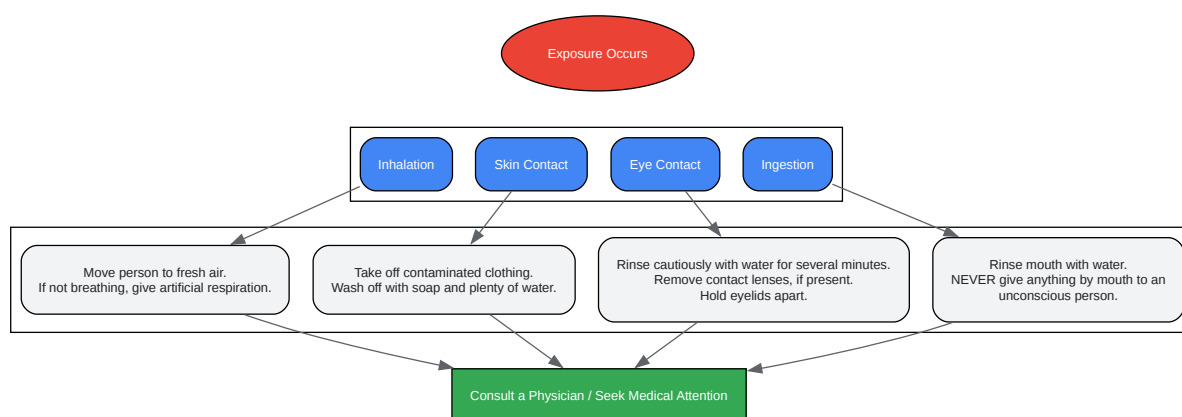 Exposure Occurs
Inhalation
Skin Contact
Eye Contact
Ingestion
Move person to fresh air.
If not breathing, give artificial respiration.
Take off contaminated clothing.
Wash off with soap and plenty of water.
Rinse cautiously with water for several minutes.
Remove contact lenses, if present.
Hold eyelids apart.
Rinse mouth with water.
NEVER give anything by mouth to an
unconscious person.
Consult a Physician / Seek Medical Attention